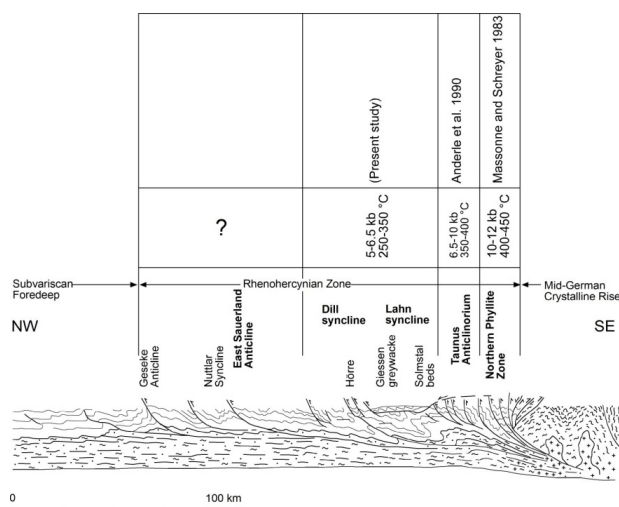 (Present study)
Anderle et al. 1990
Massonne and Schreyer 1983
?
5-6.5 kb
250-350 °C
6.5-10 kb
350-400 °C
10-12 kb
400-450 °C
Subvariscan
Foredeep
Rhenohercynian Zone
Mid-German
Crystalline Rise
NW
SE
Geseke
Anticline
Nuttlar
Syncline
East Sauerland
Anticline
Dill
syncline
Hörre
Lahn
syncline
Giessen
greywacke
Solmstal
beds
Taunus
Anticlinorium
Northern Phyllite
Zone
0
100 km